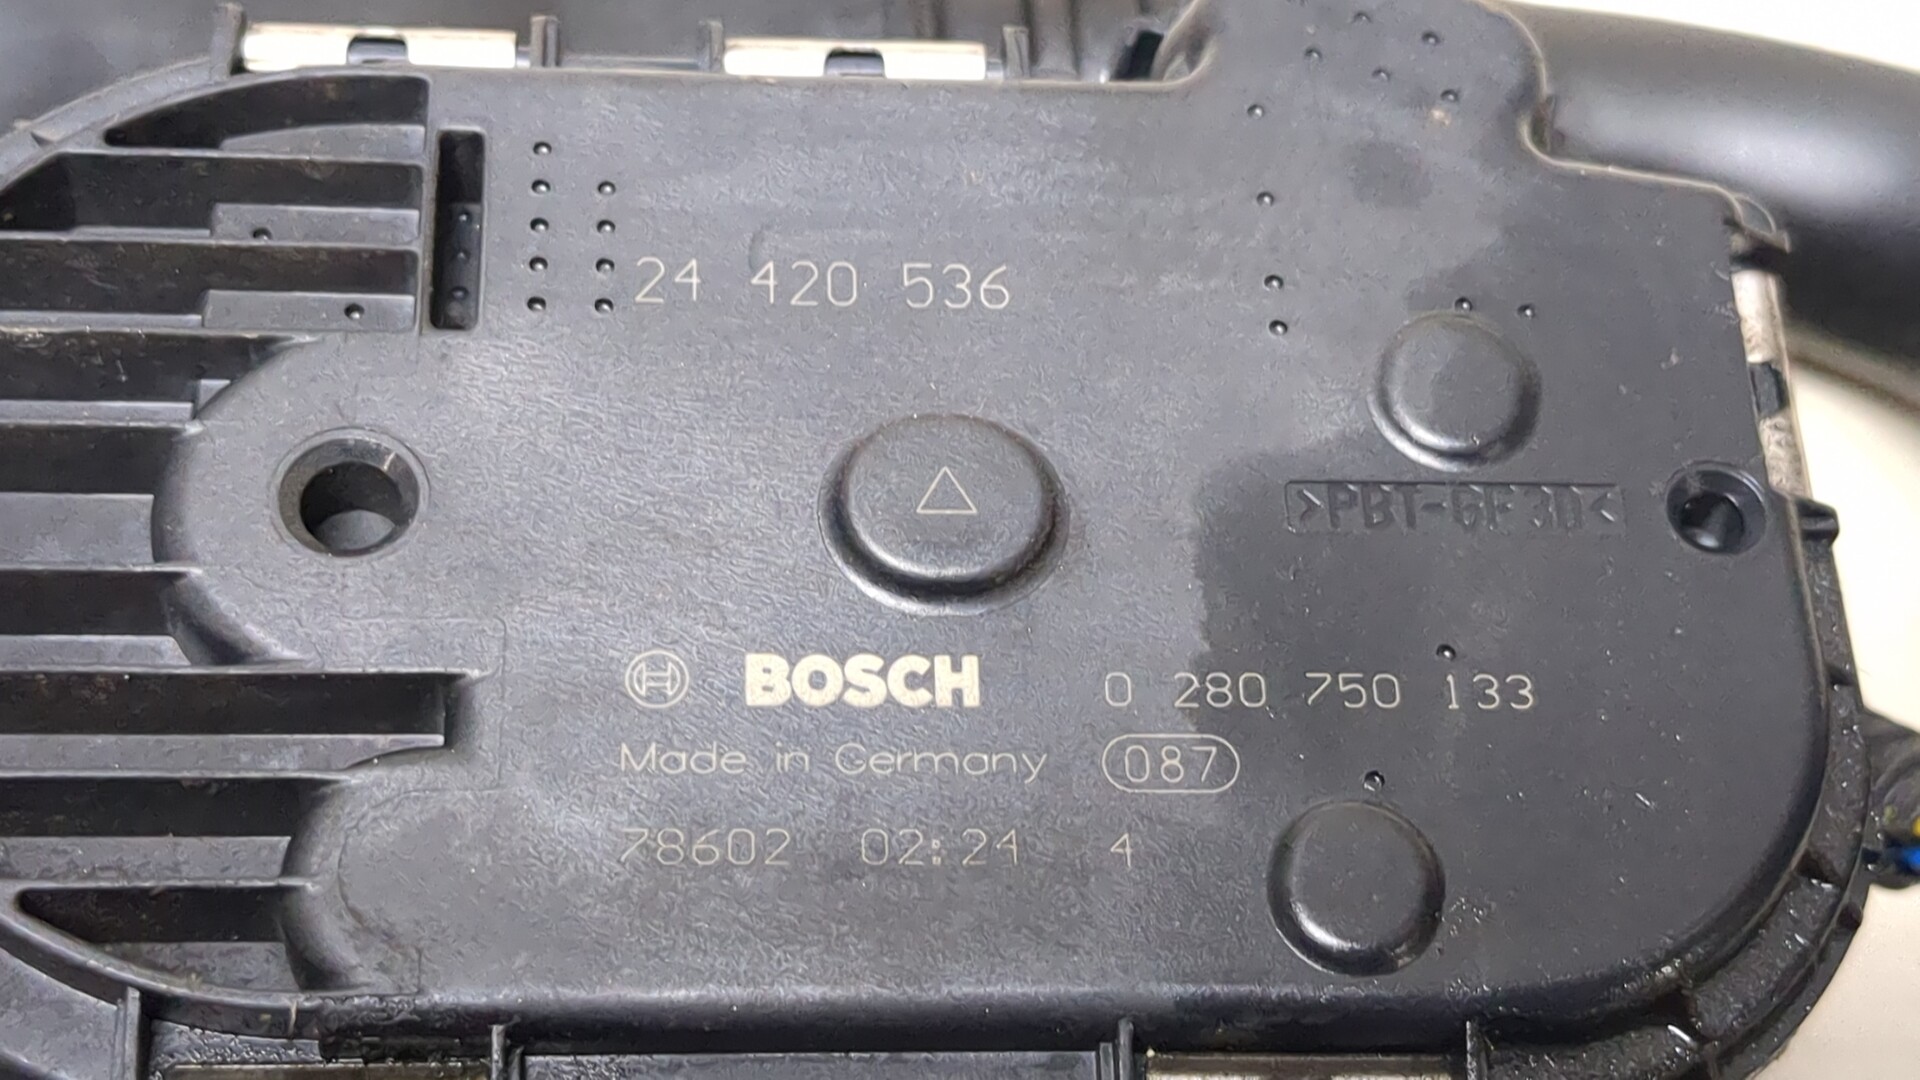 24 420 536
>PBT-GF30<
BOSCH 0 280 750 133
Made in Germany 087
78602 02:24 4